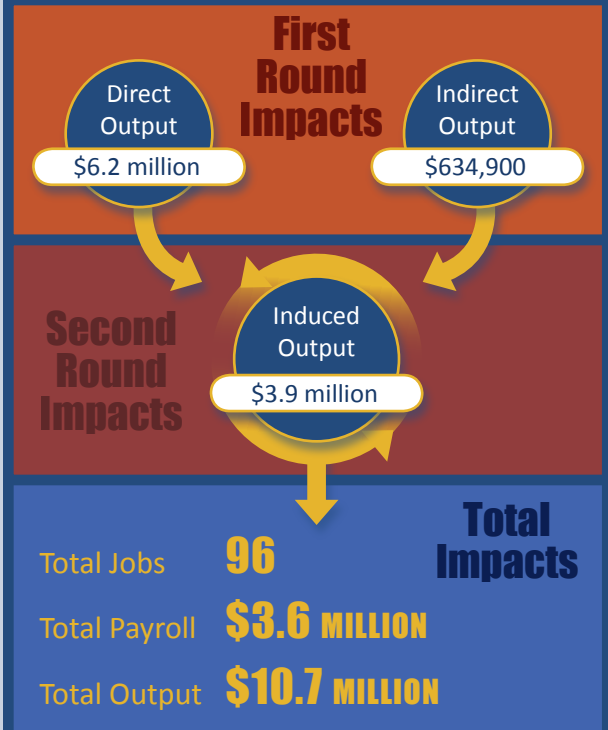 First
Round
Impacts
Direct
Output
$6.2 million
Indirect
Output
$634,900
Second
Round
Impacts
Induced
Output
$3.9 million
Total
Impacts
Total Jobs 96
Total Payroll $3.6 MILLION
Total Output $10.7 MILLION